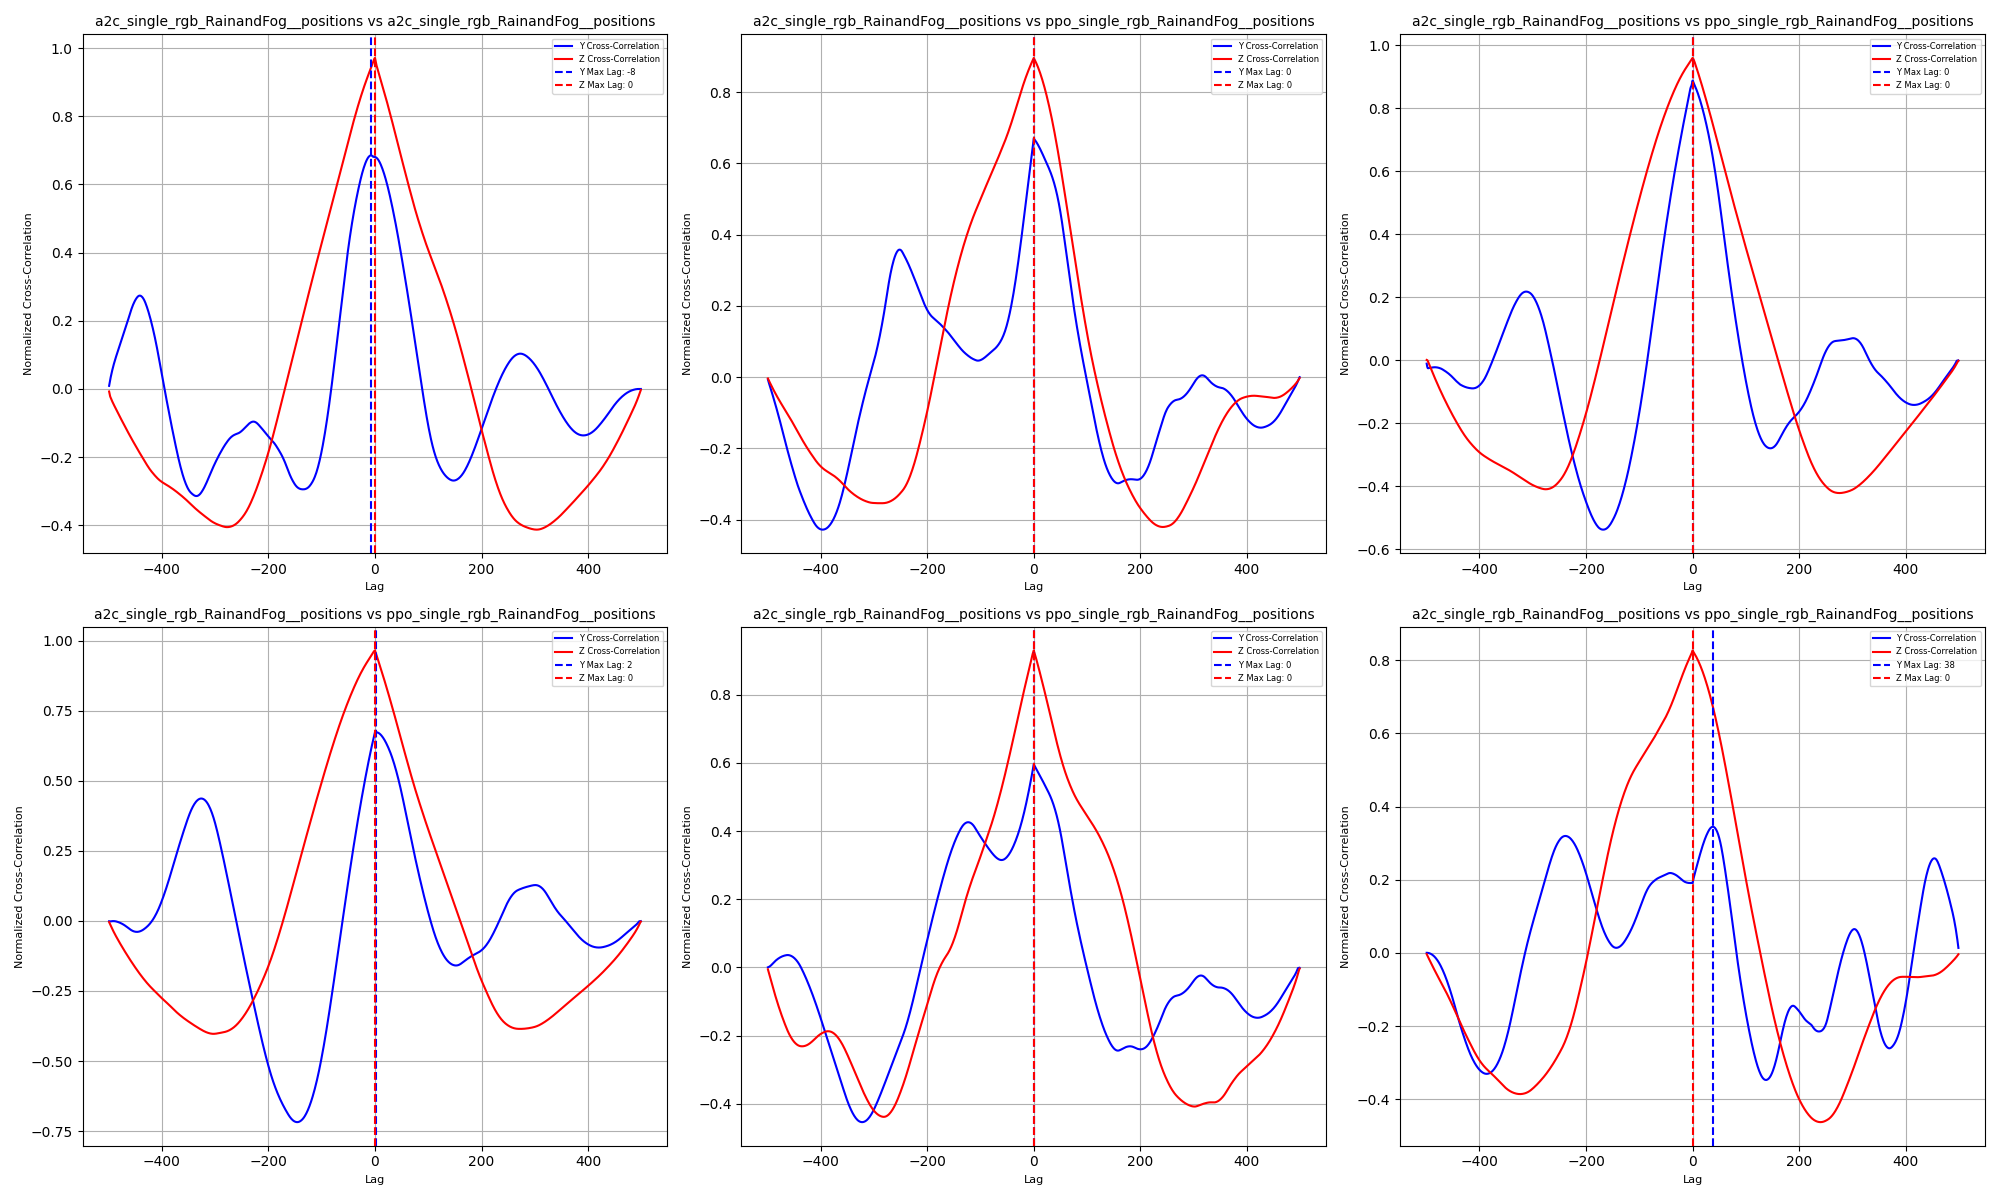 a2c_single_rgb_RainandFog__positions vs a2c_single_rgb_RainandFog__positions
Normalized Cross-Correlation
1.0
0.8
0.6
0.4
0.2
0.0
−0.2
−0.4
Y Cross-Correlation
Z Cross-Correlation
Y Max Lag: -8
Z Max Lag: 0
−400 −200 0 200 400
Lag
a2c_single_rgb_RainandFog__positions vs ppo_single_rgb_RainandFog__positions
Normalized Cross-Correlation
0.8
0.6
0.4
0.2
0.0
−0.2
−0.4
Y Cross-Correlation
Z Cross-Correlation
Y Max Lag: 0
Z Max Lag: 0
−400 −200 0 200 400
Lag
a2c_single_rgb_RainandFog__positions vs ppo_single_rgb_RainandFog__positions
Normalized Cross-Correlation
1.0
0.8
0.6
0.4
0.2
0.0
−0.2
−0.4
−0.6
Y Cross-Correlation
Z Cross-Correlation
Y Max Lag: 0
Z Max Lag: 0
−400 −200 0 200 400
Lag
a2c_single_rgb_RainandFog__positions vs ppo_single_rgb_RainandFog__positions
Normalized Cross-Correlation
1.00
0.75
0.50
0.25
0.00
−0.25
−0.50
−0.75
Y Cross-Correlation
Z Cross-Correlation
Y Max Lag: 2
Z Max Lag: 0
−400 −200 0 200 400
Lag
a2c_single_rgb_RainandFog__positions vs ppo_single_rgb_RainandFog__positions
Normalized Cross-Correlation
0.8
0.6
0.4
0.2
0.0
−0.2
−0.4
Y Cross-Correlation
Z Cross-Correlation
Y Max Lag: 0
Z Max Lag: 0
−400 −200 0 200 400
Lag
a2c_single_rgb_RainandFog__positions vs ppo_single_rgb_RainandFog__positions
Normalized Cross-Correlation
0.8
0.6
0.4
0.2
0.0
−0.2
−0.4
Y Cross-Correlation
Z Cross-Correlation
Y Max Lag: 38
Z Max Lag: 0
−400 −200 0 200 400
Lag